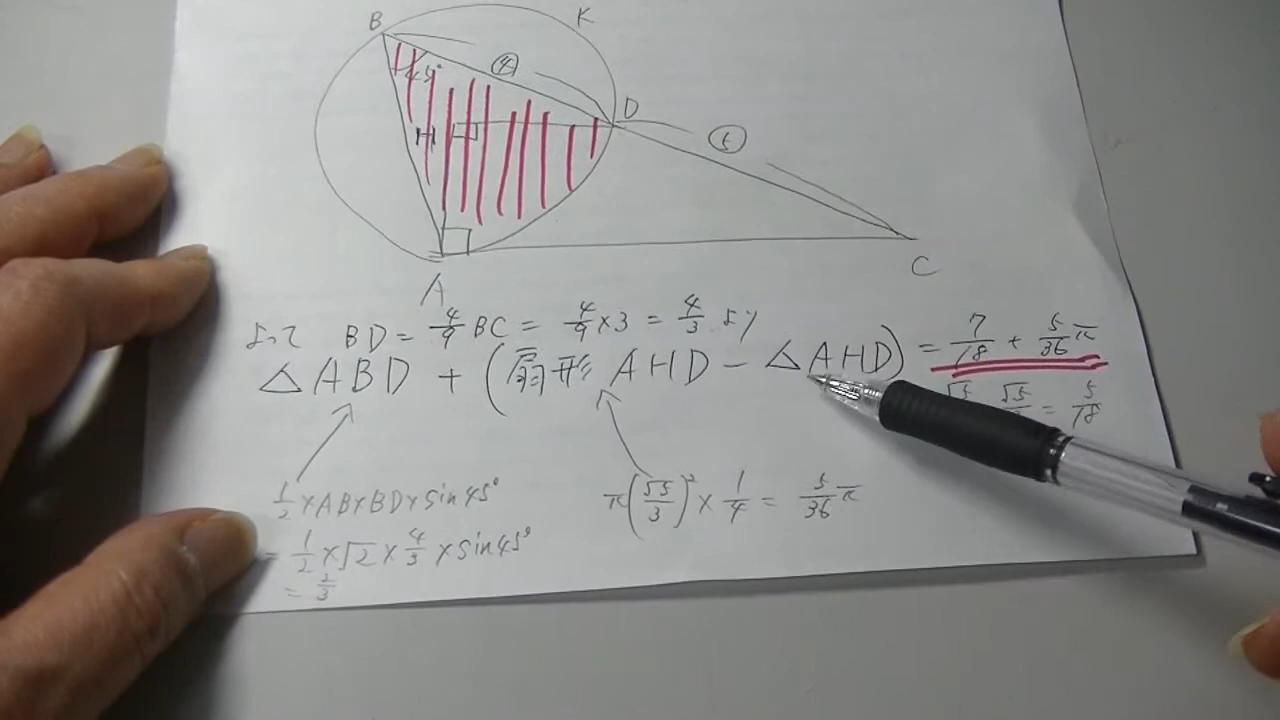 B
K
45°
④
D
H
A
C
よって BD = 4/9 BC = 4/9 × 3 = 4/3 より
△ABD + (扇形 AHD - △AHD) = 7/18 + 5/36 π
= 5/18
1/2 × AB × BD × sin 45°
π(√5/3)² × 1/4 = 5/36 π
= 1/2 × √2 × 4/3 × sin 45°
= 2/3